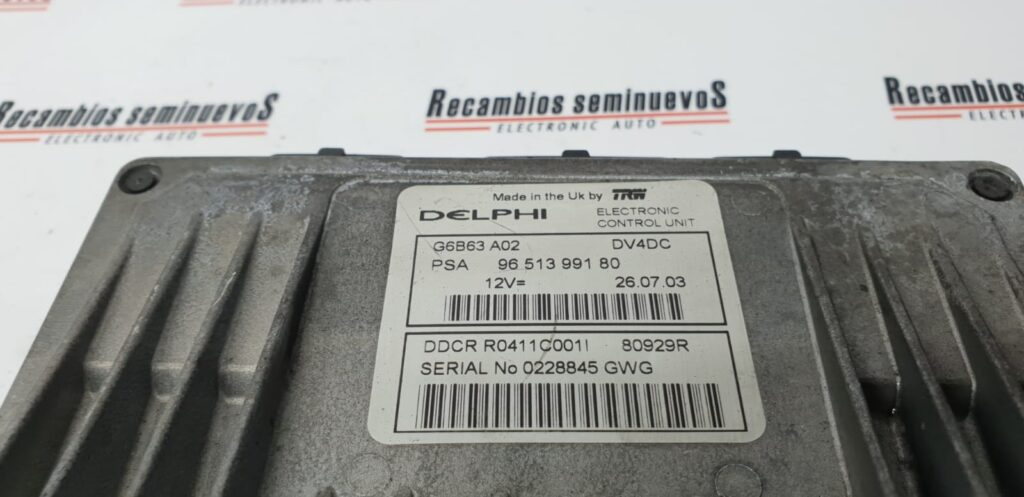 Recambios seminuevoS
ELECTRONIC AUTO
Recambios seminuevoS
ELECTRONIC AUTO
Recambios
ELECTRONIC
Made in the Uk by TRW
DELPHI ELECTRONIC
CONTROL UNIT
G6B63 A02 DV4DC
PSA 96 513 991 80
12V= 26.07.03
DDCR R0411C001I 80929R
SERIAL No 0228845 GWG